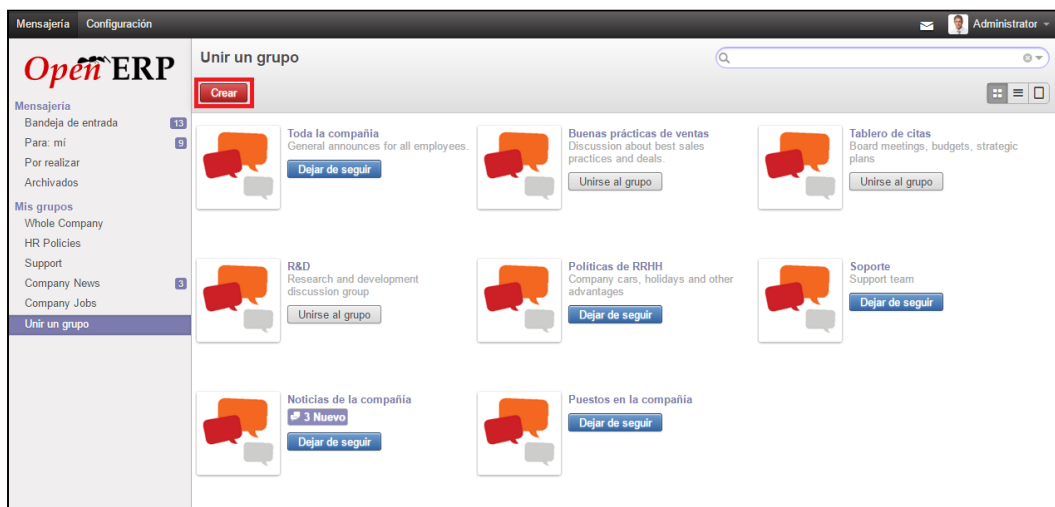 Mensajería Configuración Administrator
Open ERP
Unir un grupo
Crear
Mensajería
Bandeja de entrada 13
Para: mí 9
Por realizar
Archivados
Mis grupos
Whole Company
HR Policies
Support
Company News 3
Company Jobs
Unir un grupo
Toda la compañía
General announces for all employees.
Dejar de seguir
Buenas prácticas de ventas
Discussion about best sales
practices and deals.
Unirse al grupo
Tablero de citas
Board meetings, budgets, strategic
plans
Unirse al grupo
R&D
Research and development
discussion group
Unirse al grupo
Políticas de RRHH
Company cars, holidays and other
advantages
Dejar de seguir
Soporte
Support team
Dejar de seguir
Noticias de la compañía
3 Nuevo
Dejar de seguir
Puestos en la compañía
Dejar de seguir